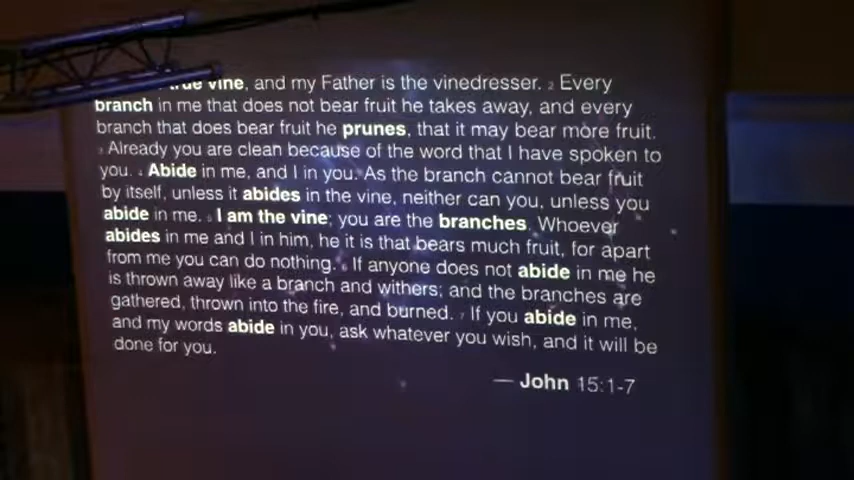 vine, and my Father is the vinedresser. 2 Every
branch in me that does not bear fruit he takes away, and every
branch that does bear fruit he prunes, that it may bear more fruit.
Already you are clean because of the word that I have spoken to
you. Abide in me, and I in you. As the branch cannot bear fruit
by itself, unless it abides in the vine, neither can you, unless you
abide in me. I am the vine; you are the branches. Whoever
abides in me and I in him, he it is that bears much fruit, for apart
from me you can do nothing. If anyone does not abide in me he
is thrown away like a branch and withers; and the branches are
gathered, thrown into the fire, and burned. If you abide in me,
and my words abide in you, ask whatever you wish, and it will be
done for you.
— John 15:1-7